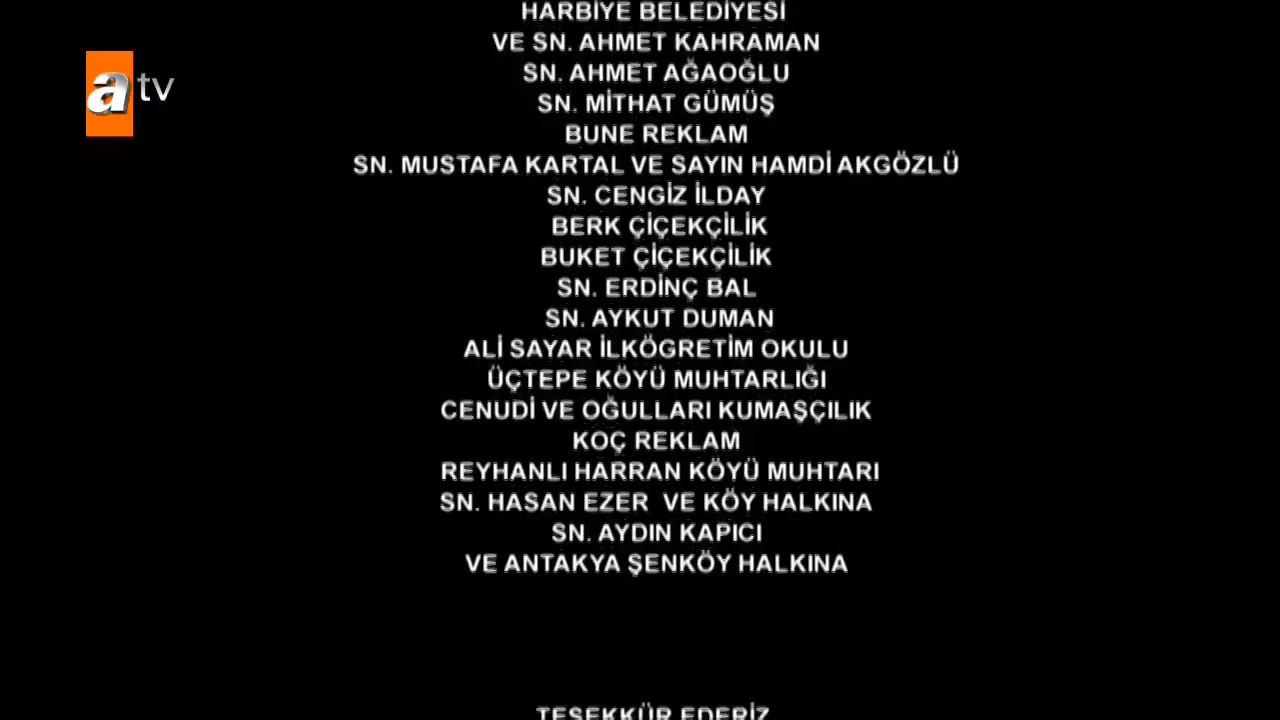 HARBİYE BELEDİYESİ
VE SN. AHMET KAHRAMAN
SN. AHMET AĞAOĞLU
SN. MİTHAT GÜMÜŞ
BUNE REKLAM
SN. MUSTAFA KARTAL VE SAYIN HAMDİ AKGÖZLÜ
SN. CENGİZ İLDAY
BERK ÇİÇEKÇİLİK
BUKET ÇİÇEKÇİLİK
SN. ERDİNÇ BAL
SN. AYKUT DUMAN
ALİ SAYAR İLKÖGRETİM OKULU
ÜÇTEPE KÖYÜ MUHTARLIĞI
CENUDİ VE OĞULLARI KUMAŞÇILIK
KOÇ REKLAM
REYHANLI HARRAN KÖYÜ MUHTARI
SN. HASAN EZER VE KÖY HALKINA
SN. AYDIN KAPICI
VE ANTAKYA ŞENKÖY HALKINA
TEŞEKKÜR EDERİZ
atv